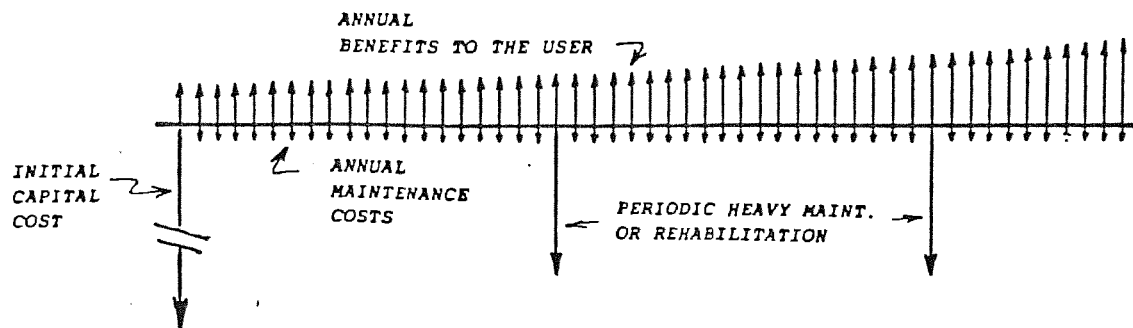 ANNUAL
BENEFITS TO THE USER
INITIAL
CAPITAL
COST
ANNUAL
MAINTENANCE
COSTS
PERIODIC HEAVY MAINT.
OR REHABILITATION